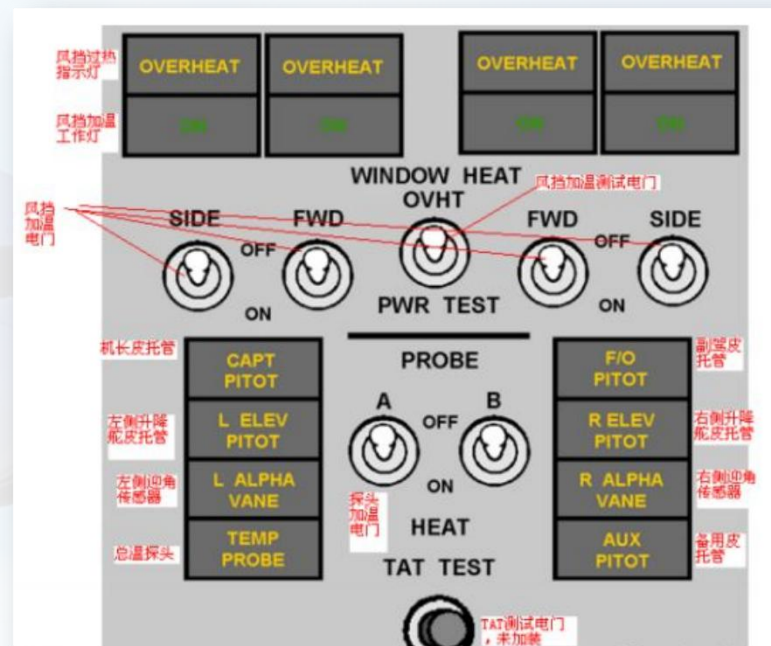 风挡过热
指示灯
OVERHEAT
OVERHEAT
OVERHEAT
OVERHEAT
风挡加温
工作灯
ON
ON
ON
ON
WINDOW HEAT
OVHT
风挡加温测试电门
风挡
加温
电门
SIDE
FWD
FWD
SIDE
OFF
OFF
ON
ON
PWR TEST
机长皮托管
CAPT
PITOT
PROBE
F/O
PITOT
副驾皮
托管
左侧升降
舵皮托管
L ELEV
PITOT
A
OFF
B
R ELEV
PITOT
右侧升降
舵皮托管
左侧迎角
传感器
L ALPHA
VANE
ON
R ALPHA
VANE
右侧迎角
传感器
探头
加温
电门
HEAT
总温探头
TEMP
PROBE
AUX
PITOT
备用皮
托管
TAT TEST
TAT测试电门
，未加装